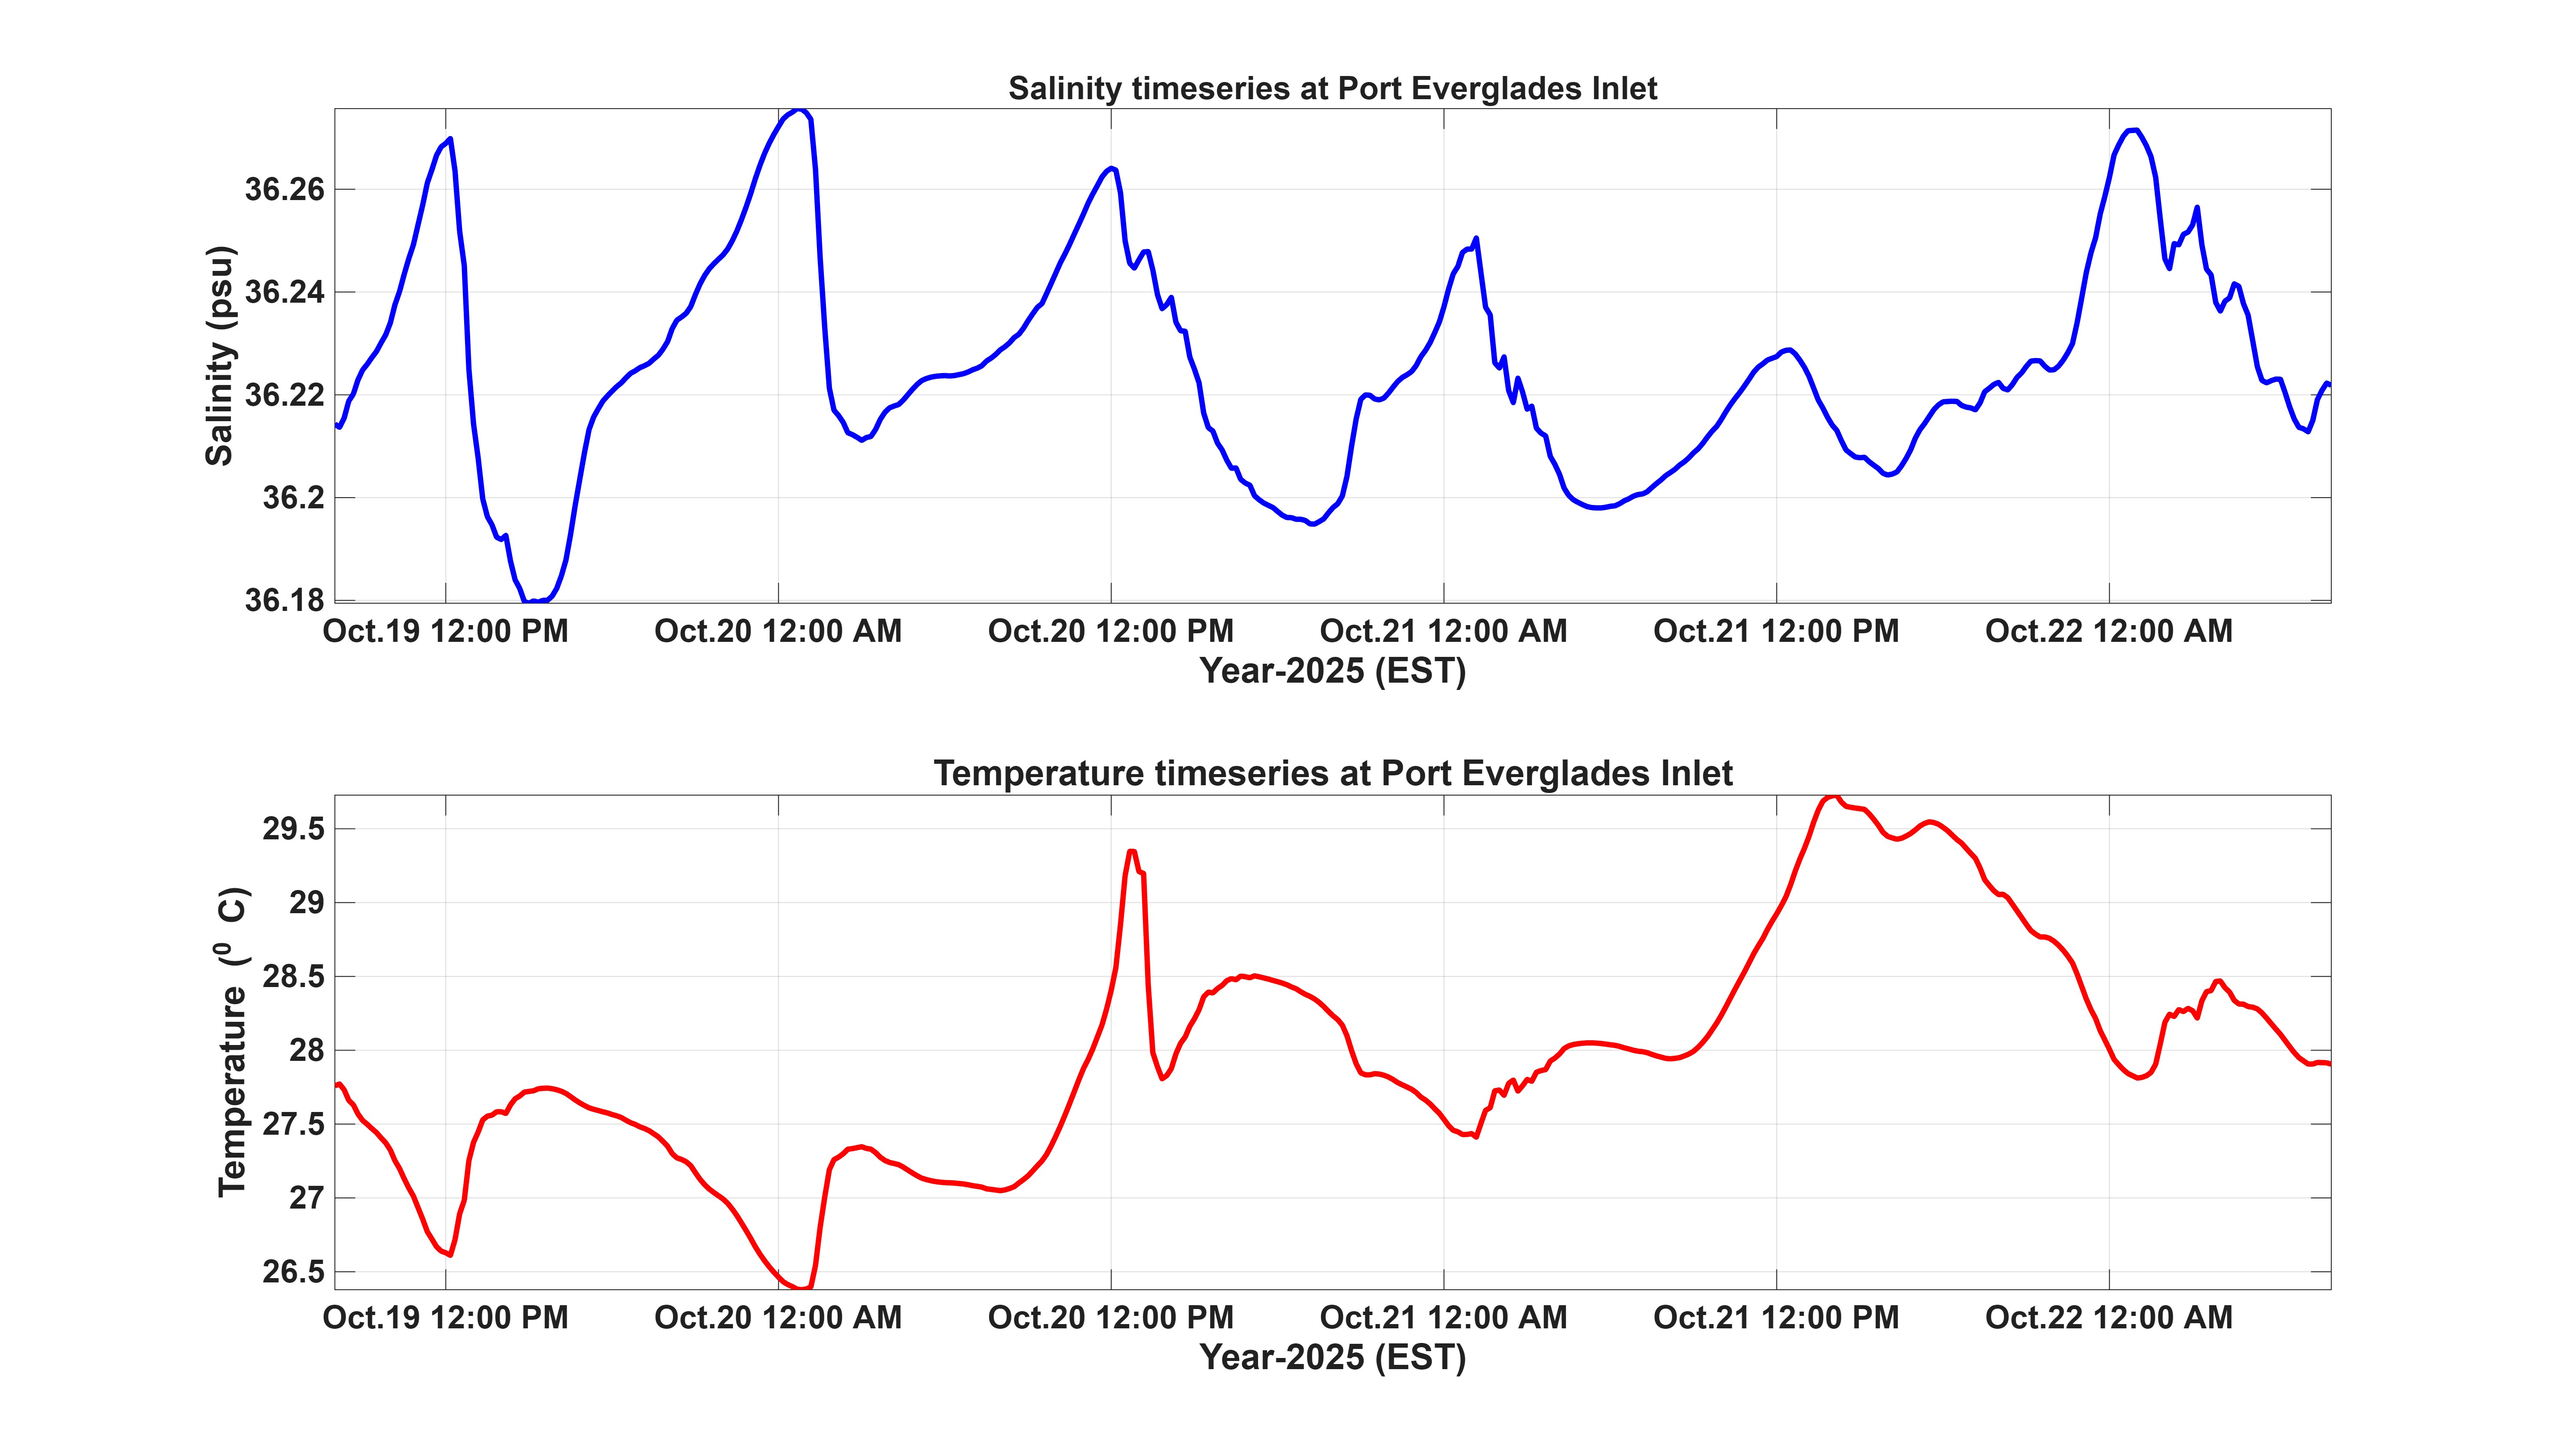 Salinity timeseries at Port Everglades Inlet
Salinity (psu)
36.26
36.24
36.22
36.2
36.18
Oct.19 12:00 PM Oct.20 12:00 AM Oct.20 12:00 PM Oct.21 12:00 AM Oct.21 12:00 PM Oct.22 12:00 AM
Year-2025 (EST)
Temperature timeseries at Port Everglades Inlet
Temperature (⁰ C)
29.5
29
28.5
28
27.5
27
26.5
Oct.19 12:00 PM Oct.20 12:00 AM Oct.20 12:00 PM Oct.21 12:00 AM Oct.21 12:00 PM Oct.22 12:00 AM
Year-2025 (EST)